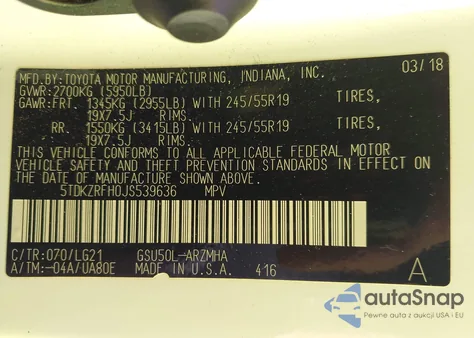 MFD.BY: TOYOTA MOTOR MANUFACTURING, INDIANA, INC. 03/18
GVWR: 2700KG (5950LB)
GAWR: FRT. 1345KG (2955LB) WITH 245/55R19 TIRES,
19X7.5J RIMS.
RR. 1550KG (3415LB) WITH 245/55R19 TIRES,
19X7.5J RIMS.
THIS VEHICLE CONFORMS TO ALL APPLICABLE FEDERAL MOTOR
VEHICLE SAFETY AND THEFT PREVENTION STANDARDS IN EFFECT ON
THE DATE OF MANUFACTURE SHOWN ABOVE.
5TDKZRFH0JS539636 MPV
C/TR: 070/LG21 GSU50L-ARZMHA
A/TM: -04A/UA80E MADE IN U.S.A. 416 A
autoSnap
Pewne auta z aukcji USA i EU